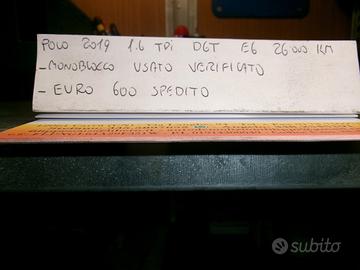 POLO 2019 1.6 TDI DGT E6 26000 KM
- MONOBLOCCO USATO VERIFICATO
- EURO 600 SPEDITO
subito